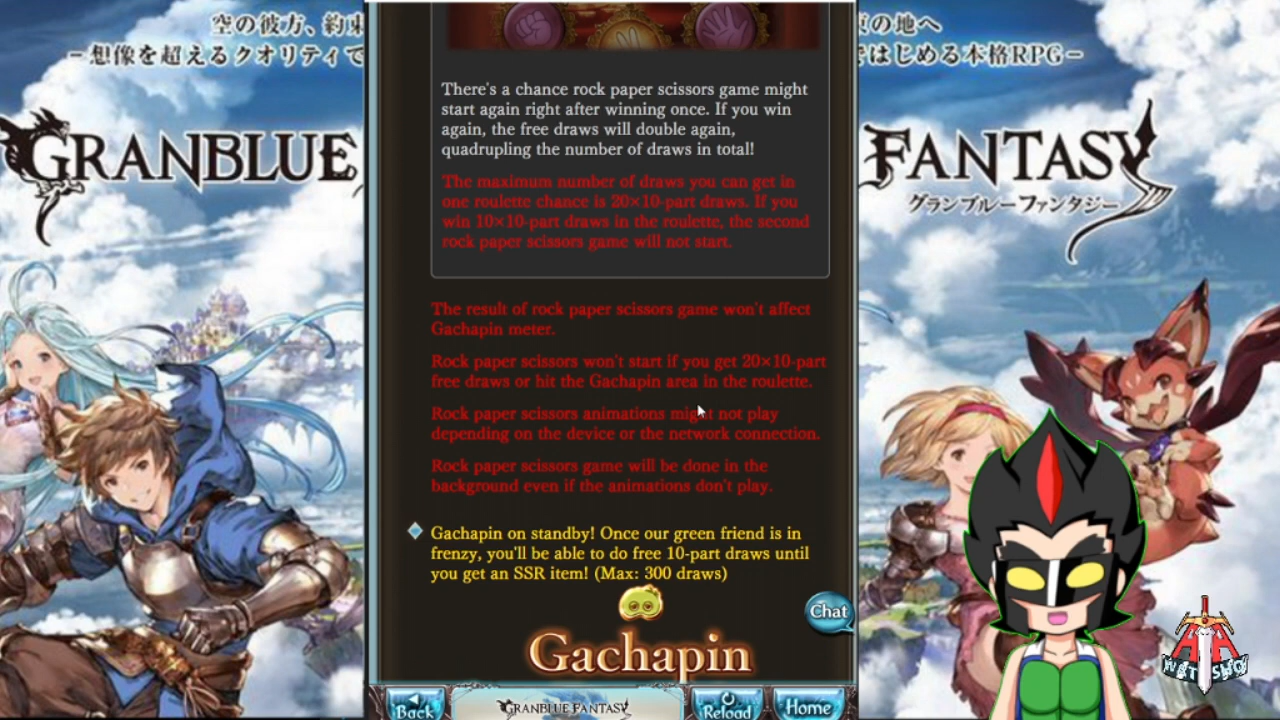 空の彼方、約束
の地へ
-想像を超えるクオリティで
はじめる本格RPG-
GRANBLUE
FANTASY
グランブルーファンタジー
There's a chance rock paper scissors game might
start again right after winning once. If you win
again, the free draws will double again,
quadrupling the number of draws in total!
The maximum number of draws you can get in
one roulette chance is 20×10-part draws. If you
win 10×10-part draws in the roulette, the second
rock paper scissors game will not start.
The result of rock paper scissors game won't affect
Gachapin meter.
Rock paper scissors won't start if you get 20×10-part
free draws or hit the Gachapin area in the roulette.
Rock paper scissors animations might not play
depending on the device or the network connection.
Rock paper scissors game will be done in the
background even if the animations don't play.
Gachapin on standby! Once our green friend is in
frenzy, you'll be able to do free 10-part draws until
you get an SSR item! (Max: 300 draws)
Chat
Gachapin
Back
GRANBLUE FANTASY
Reload
Home